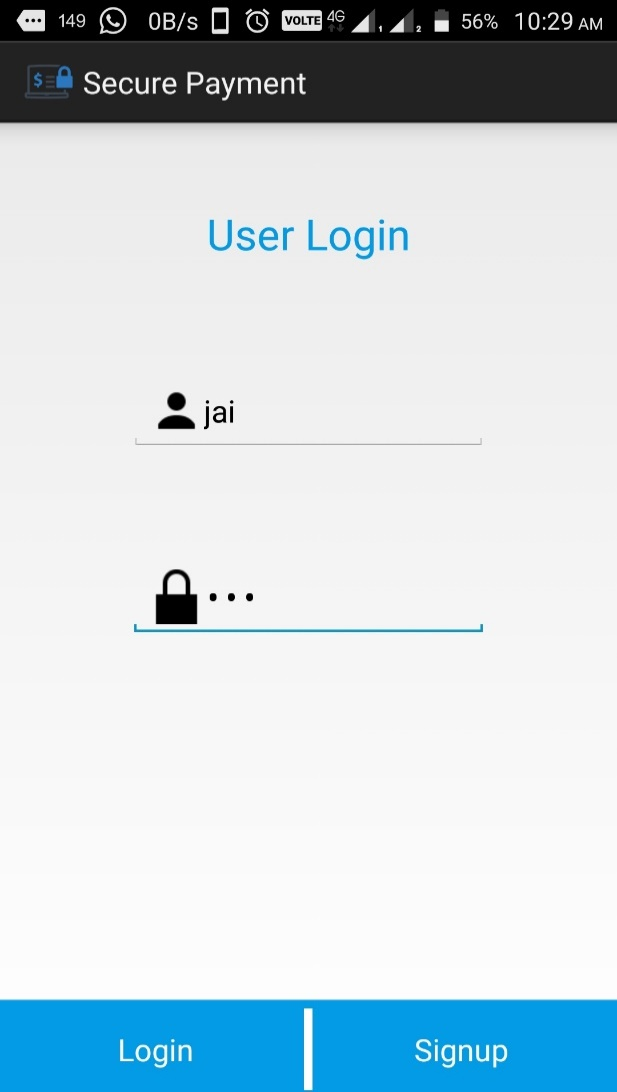 149 0B/s VOLTE 4G 1 2 56% 10:29 AM
Secure Payment
User Login
jai
•••
Login Signup